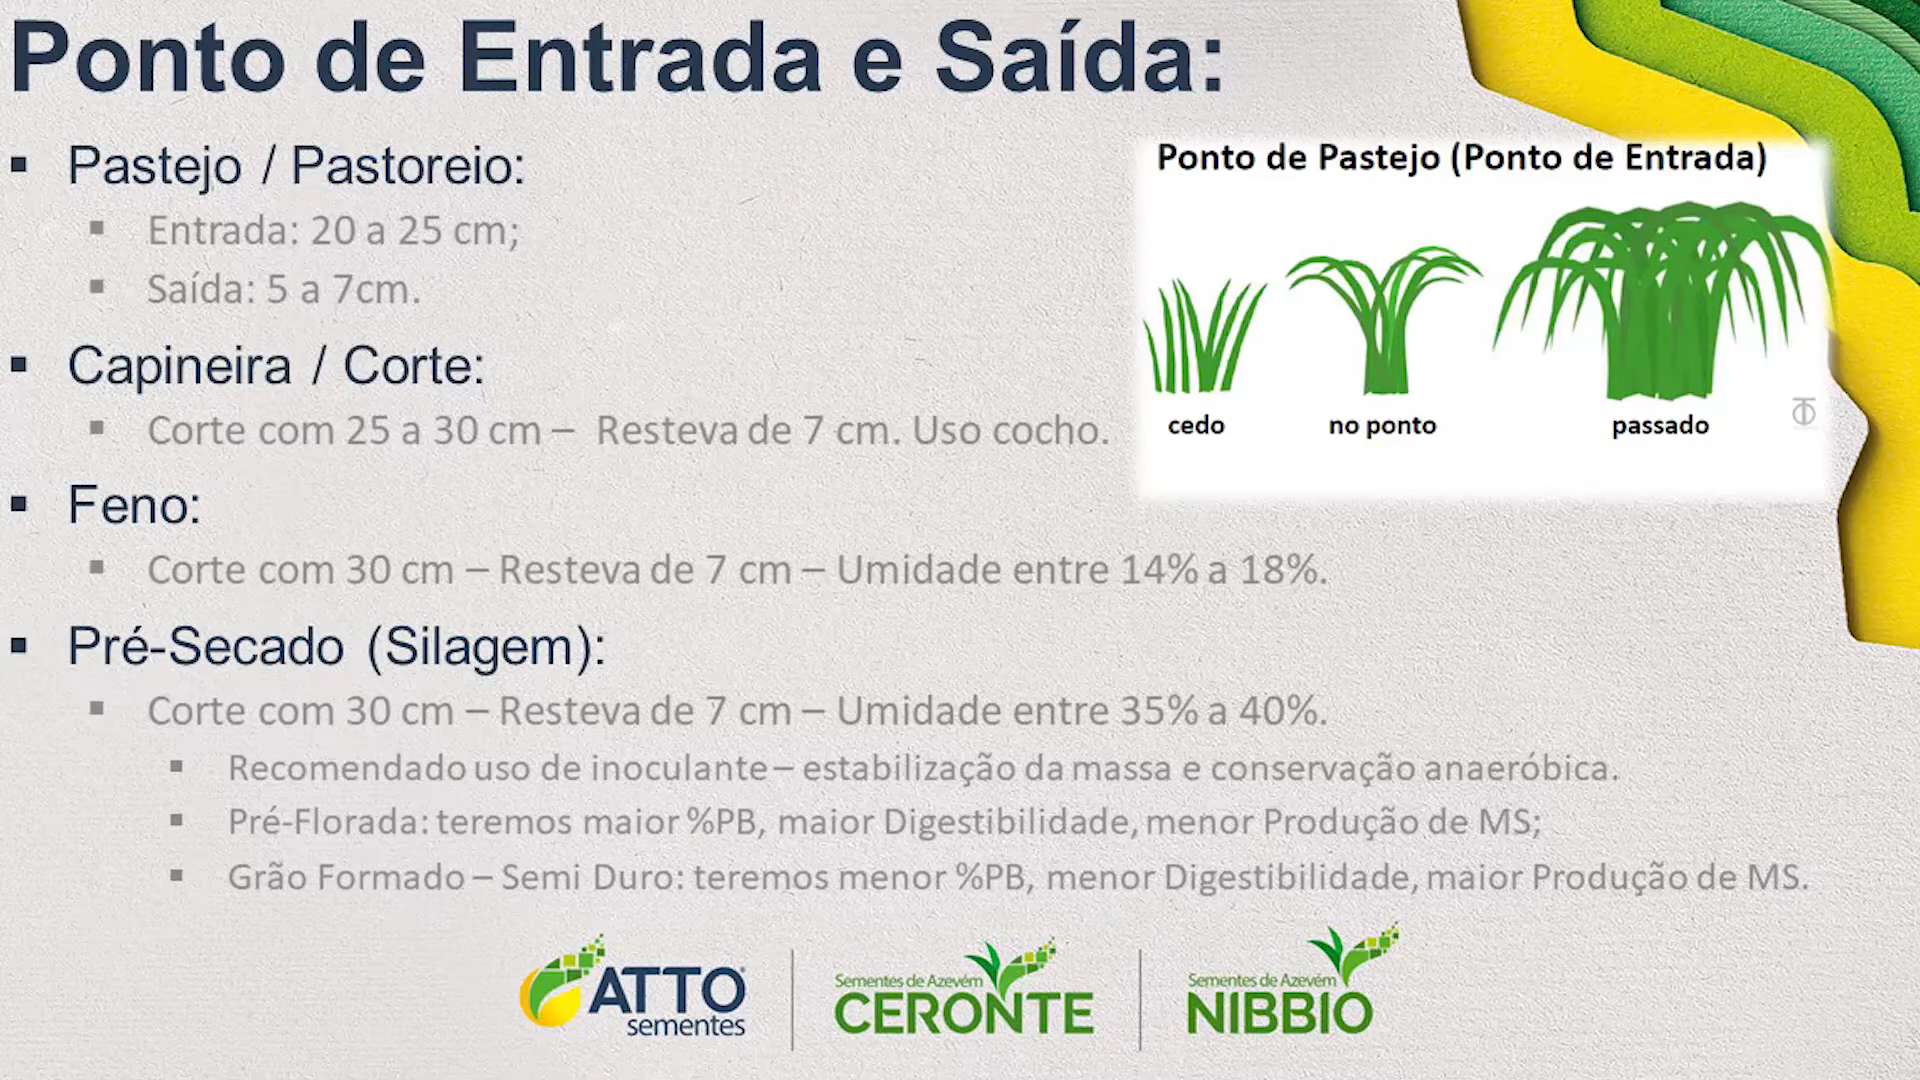 Ponto de Entrada e Saída:
Pastejo / Pastoreio:
Entrada: 20 a 25 cm;
Saída: 5 a 7cm.
Capineira / Corte:
Corte com 25 a 30 cm – Resteva de 7 cm. Uso cocho.
Feno:
Corte com 30 cm – Resteva de 7 cm – Umidade entre 14% a 18%.
Pré-Secado (Silagem):
Corte com 30 cm – Resteva de 7 cm – Umidade entre 35% a 40%.
Recomendado uso de inoculante – estabilização da massa e conservação anaeróbica.
Pré-Florada: teremos maior %PB, maior Digestibilidade, menor Produção de MS;
Grão Formado – Semi Duro: teremos menor %PB, menor Digestibilidade, maior Produção de MS.
Ponto de Pastejo (Ponto de Entrada)
cedo
no ponto
passado
ATTO
sementes
Sementes de Azevém
CERONTE
Sementes de Azevém
NIBBIO